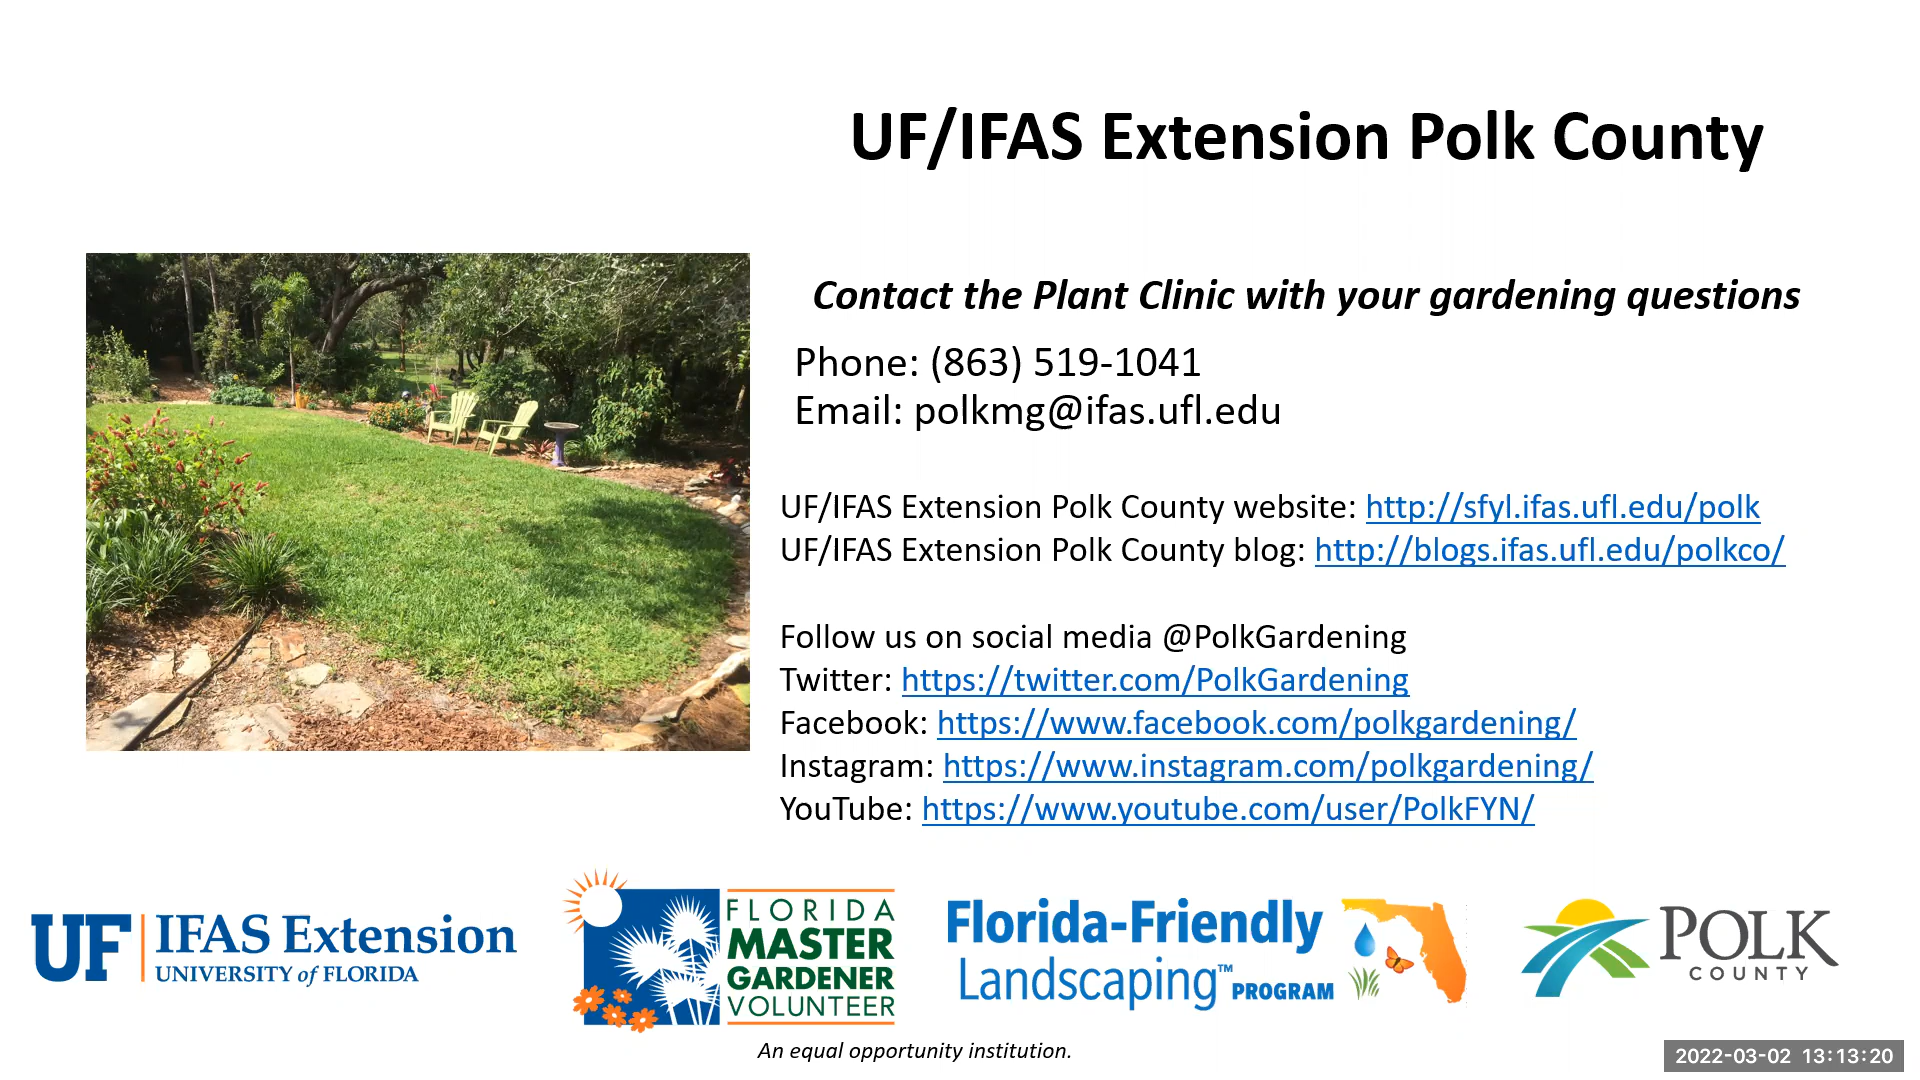 UF/IFAS Extension Polk County
Contact the Plant Clinic with your gardening questions
Phone: (863) 519-1041
Email: polkmg@ifas.ufl.edu
UF/IFAS Extension Polk County website: http://sfyl.ifas.ufl.edu/polk
UF/IFAS Extension Polk County blog: http://blogs.ifas.ufl.edu/polkco/
Follow us on social media @PolkGardening
Twitter: https://twitter.com/PolkGardening
Facebook: https://www.facebook.com/polkgardening/
Instagram: https://www.instagram.com/polkgardening/
YouTube: https://www.youtube.com/user/PolkFYN/
UF IFAS Extension
UNIVERSITY of FLORIDA
FLORIDA
MASTER
GARDENER
VOLUNTEER
Florida-Friendly
Landscaping™ PROGRAM
POLK
COUNTY
An equal opportunity institution.
2022-03-02 13:13:20